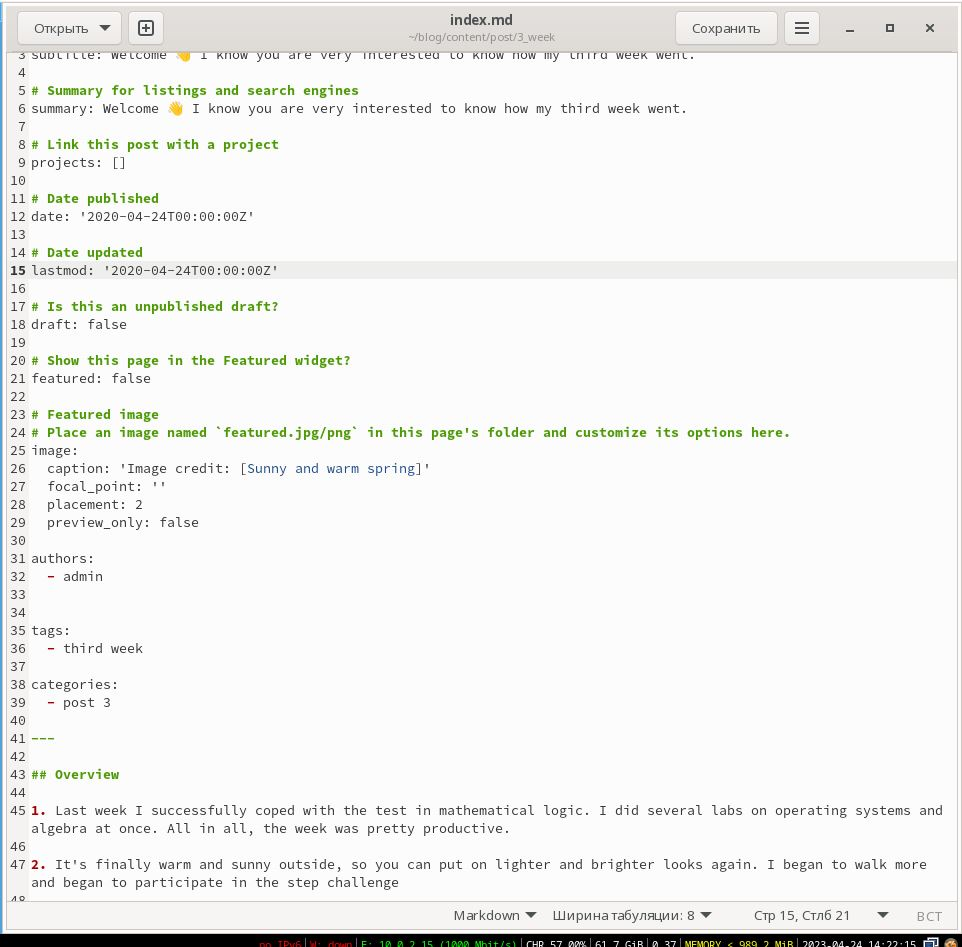 Открыть
index.md
~/blog/content/post/3_week
Сохранить
3 subtitle: Welcome 👋 I know you are very interested to know how my third week went.
4
5 # Summary for listings and search engines
6 summary: Welcome 👋 I know you are very interested to know how my third week went.
7
8 # Link this post with a project
9 projects: []
10
11 # Date published
12 date: '2020-04-24T00:00:00Z'
13
14 # Date updated
15 lastmod: '2020-04-24T00:00:00Z'
16
17 # Is this an unpublished draft?
18 draft: false
19
20 # Show this page in the Featured widget?
21 featured: false
22
23 # Featured image
24 # Place an image named `featured.jpg/png` in this page's folder and customize its options here.
25 image:
26   caption: 'Image credit: [Sunny and warm spring]'
27   focal_point: ''
28   placement: 2
29   preview_only: false
30
31 authors:
32   - admin
33
34
35 tags:
36   - third week
37
38 categories:
39   - post 3
40
41 ---
42
43 ## Overview
44
45 1. Last week I successfully coped with the test in mathematical logic. I did several labs on operating systems and
algebra at once. All in all, the week was pretty productive.
46
47 2. It's finally warm and sunny outside, so you can put on lighter and brighter looks again. I began to walk more
and began to participate in the step challenge
48
Markdown Ширина табуляции: 8 Стр 15, Стлб 21 ВСТ
no IPv6 W: down E: 10.0.2.15 (1000 Mbit/s) CHR 57.00% 61.7 GiB 0.37 MEMORY < 989.2 MiB 2023-04-24 14:22:15